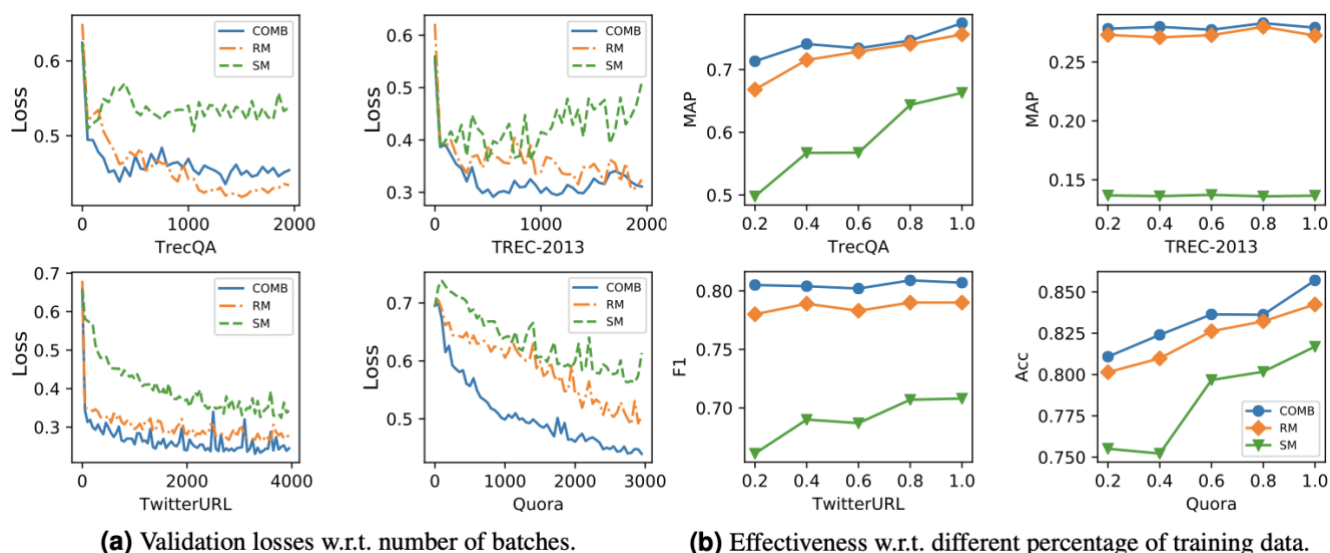 COMB
RM
SM
0.6
0.5
Loss
0
1000
2000
TrecQA
COMB
RM
SM
0.6
0.5
0.4
0.3
Loss
0
1000
2000
TREC-2013
COMB
RM
SM
0.7
0.6
0.5
0.4
0.3
Loss
0
1000
2000
3000
4000
TwitterURL
COMB
RM
SM
0.7
0.6
0.5
Loss
0
1000
2000
3000
Quora
(a) Validation losses w.r.t. number of batches.
0.7
0.6
0.5
MAP
0.2 0.4 0.6 0.8 1.0
TrecQA
0.25
0.20
0.15
MAP
0.2 0.4 0.6 0.8 1.0
TREC-2013
0.80
0.75
0.70
F1
0.2 0.4 0.6 0.8 1.0
TwitterURL
0.850
0.825
0.800
0.775
0.750
Acc
COMB
RM
SM
0.2 0.4 0.6 0.8 1.0
Quora
(b) Effectiveness w.r.t. different percentage of training data.